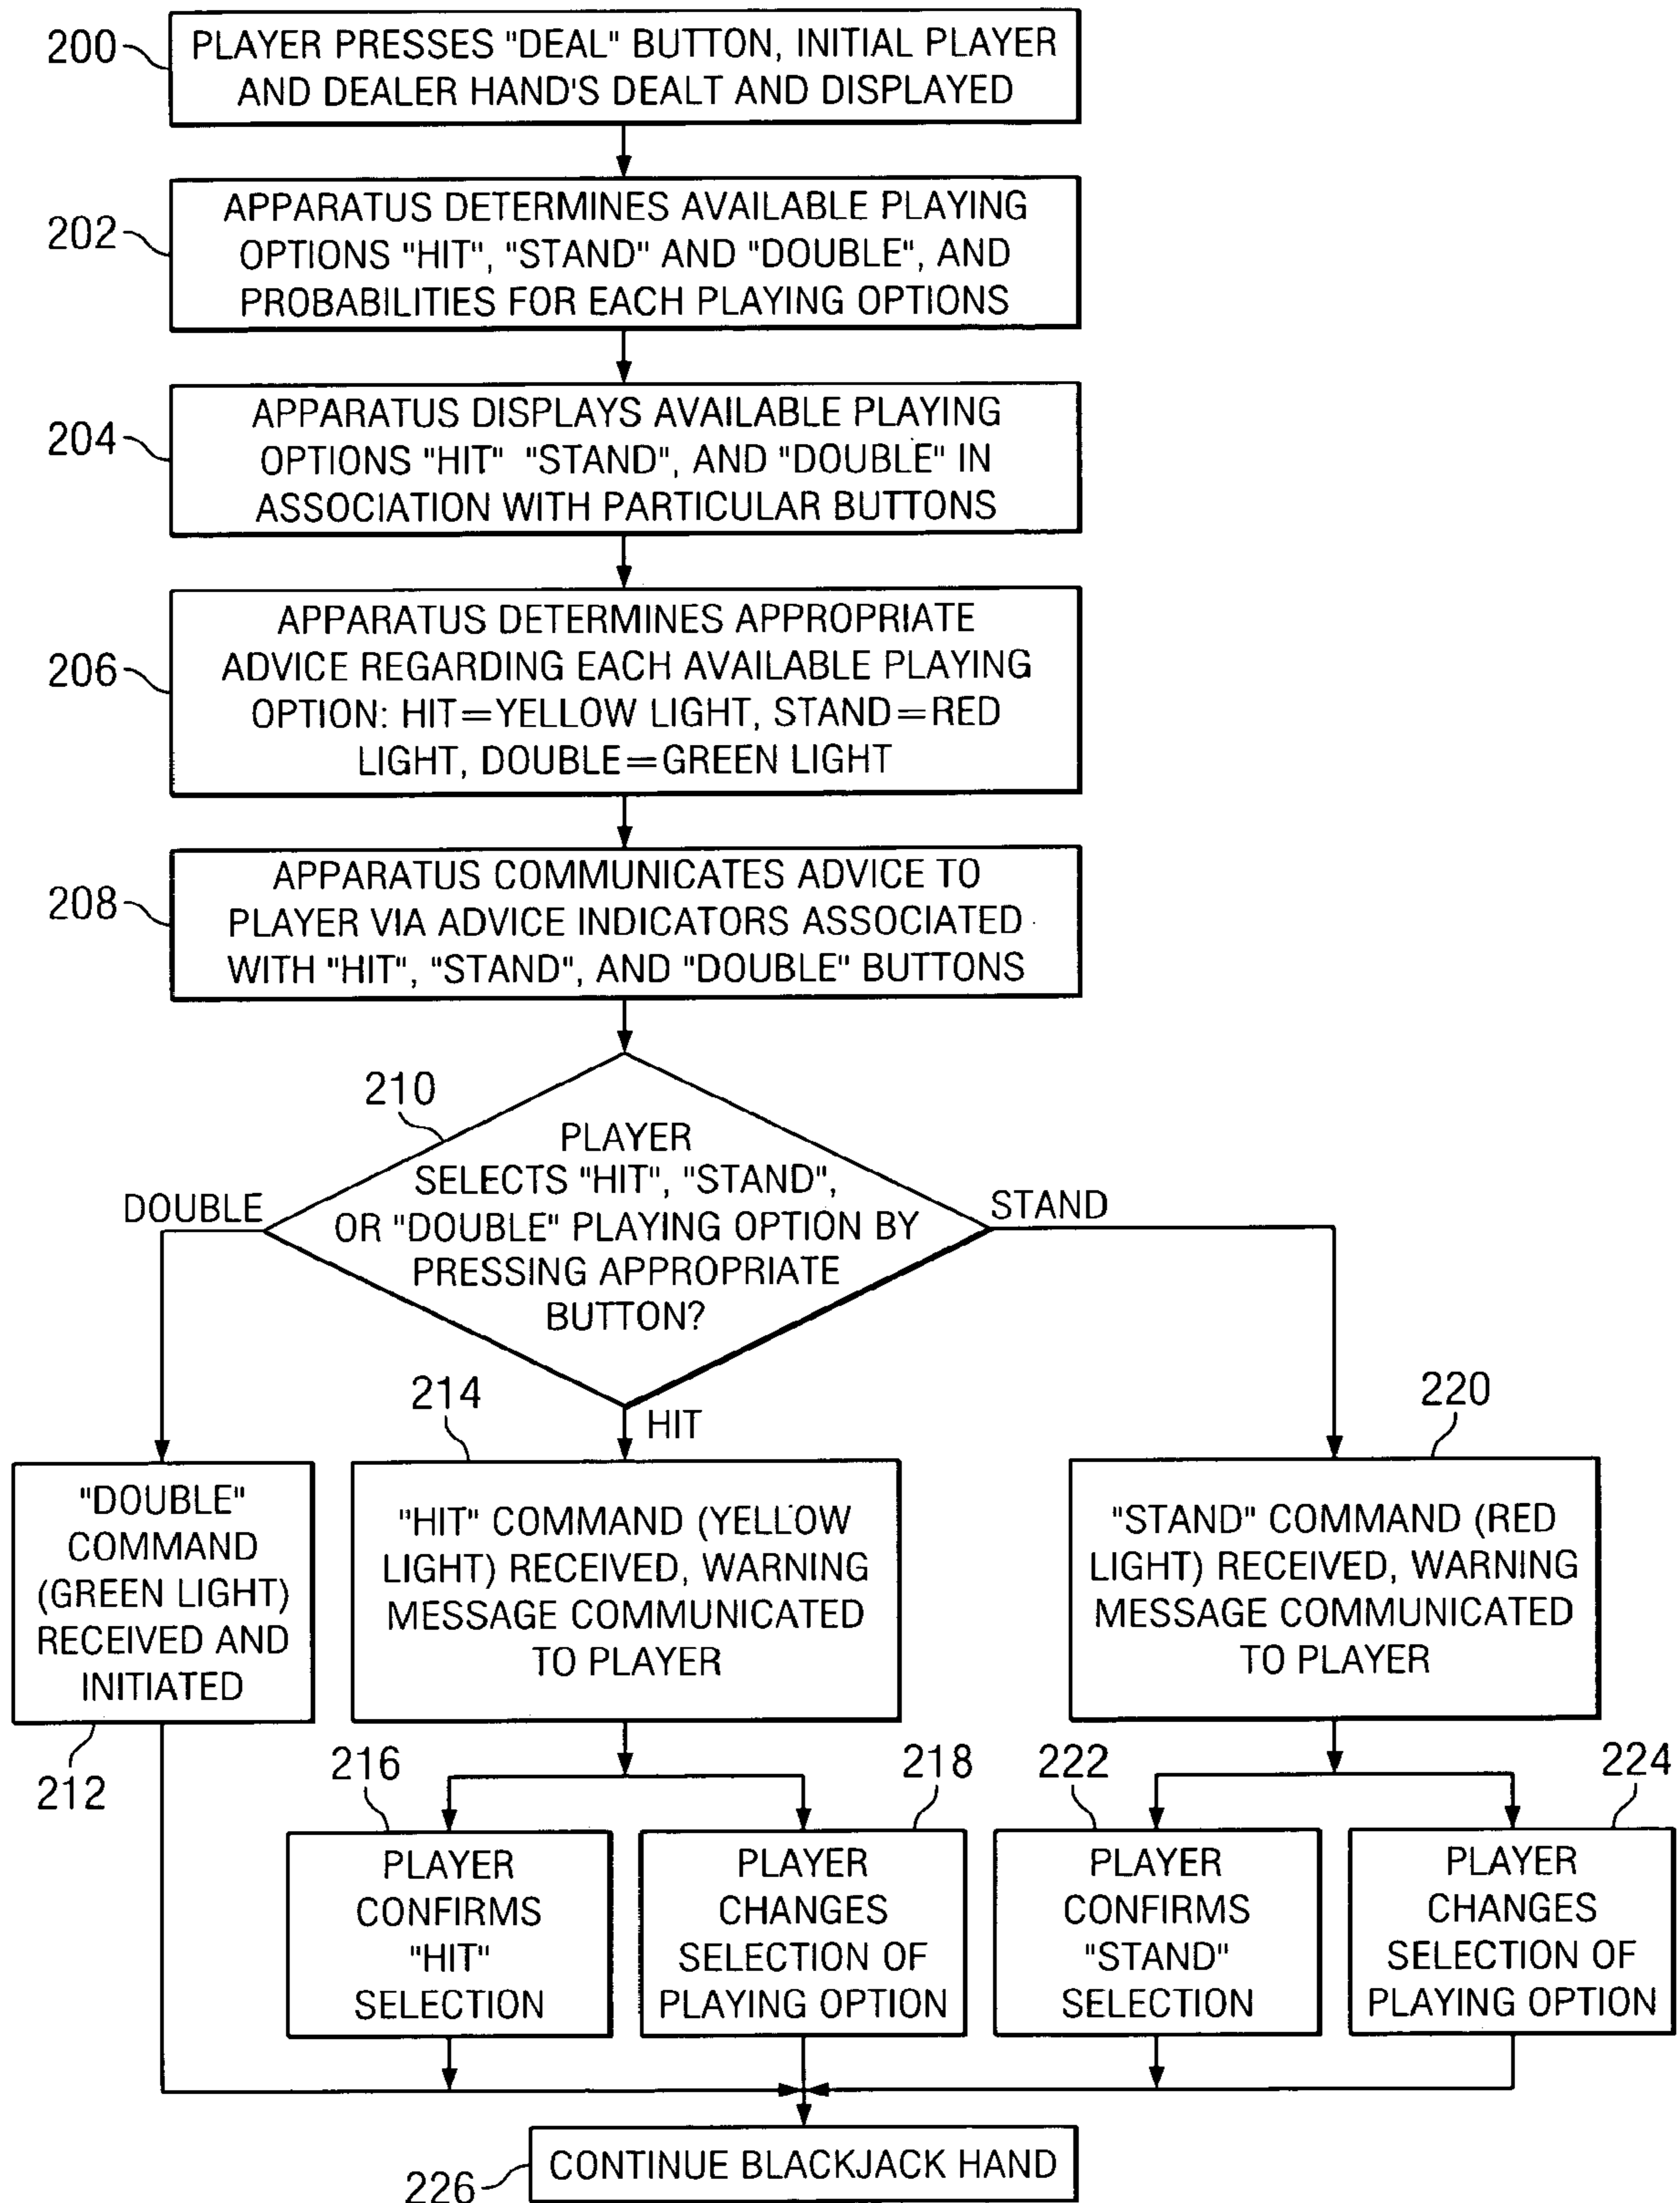 200
PLAYER PRESSES "DEAL" BUTTON, INITIAL PLAYER
AND DEALER HAND'S DEALT AND DISPLAYED
202
APPARATUS DETERMINES AVAILABLE PLAYING
OPTIONS "HIT", "STAND" AND "DOUBLE", AND
PROBABILITIES FOR EACH PLAYING OPTIONS
204
APPARATUS DISPLAYS AVAILABLE PLAYING
OPTIONS "HIT" "STAND", AND "DOUBLE" IN
ASSOCIATION WITH PARTICULAR BUTTONS
206
APPARATUS DETERMINES APPROPRIATE
ADVICE REGARDING EACH AVAILABLE PLAYING
OPTION: HIT=YELLOW LIGHT, STAND=RED
LIGHT, DOUBLE=GREEN LIGHT
208
APPARATUS COMMUNICATES ADVICE TO
PLAYER VIA ADVICE INDICATORS ASSOCIATED
WITH "HIT", "STAND", AND "DOUBLE" BUTTONS
210
PLAYER
SELECTS "HIT", "STAND",
OR "DOUBLE" PLAYING OPTION BY
PRESSING APPROPRIATE
BUTTON?
DOUBLE
STAND
HIT
"DOUBLE"
COMMAND
(GREEN LIGHT)
RECEIVED AND
INITIATED
212
214
"HIT" COMMAND (YELLOW
LIGHT) RECEIVED, WARNING
MESSAGE COMMUNICATED
TO PLAYER
220
"STAND" COMMAND (RED
LIGHT) RECEIVED, WARNING
MESSAGE COMMUNICATED
TO PLAYER
216
PLAYER
CONFIRMS
"HIT"
SELECTION
218
PLAYER
CHANGES
SELECTION OF
PLAYING OPTION
222
PLAYER
CONFIRMS
"STAND"
SELECTION
224
PLAYER
CHANGES
SELECTION OF
PLAYING OPTION
226
CONTINUE BLACKJACK HAND